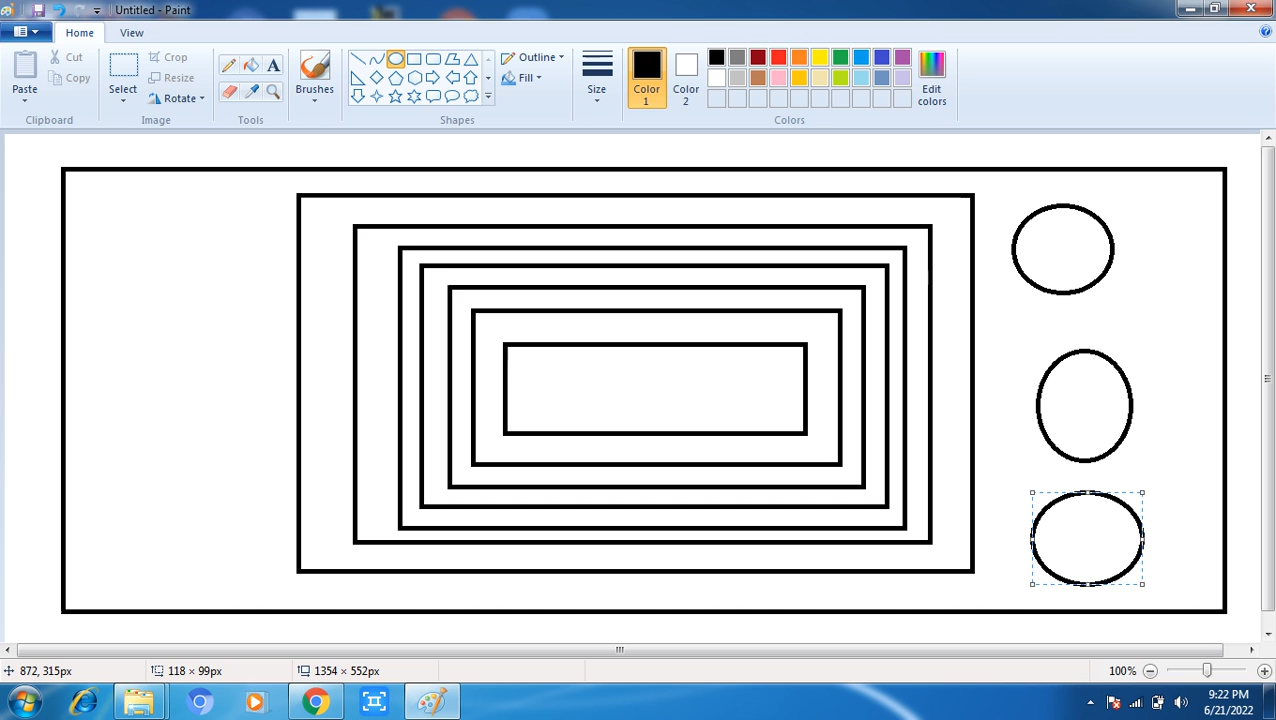 Untitled - Paint
Home View
Paste
Cut
Copy
Clipboard
Select
Crop
Resize
Rotate
Image
A
Tools
Brushes
Shapes
Outline
Fill
Size
Color 1
Color 2
Edit colors
Colors
872, 315px 118 × 99px 1354 × 552px 100%
9:22 PM
6/21/2022